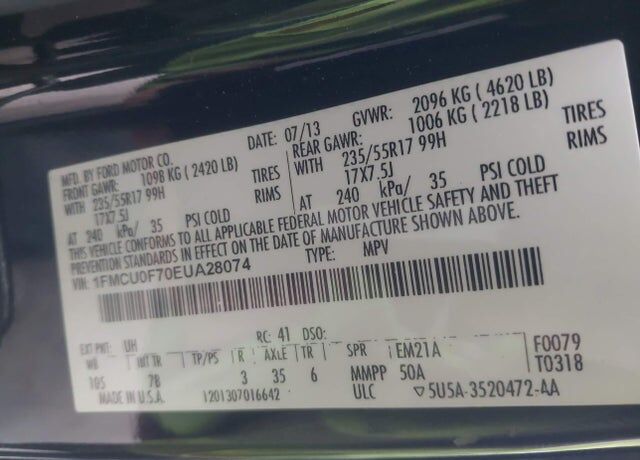 MFD. BY FORD MOTOR CO. DATE: 07/13 GVWR: 2096 KG ( 4620 LB)
FRONT GAWR: 1098 KG ( 2420 LB) REAR GAWR: 1006 KG ( 2218 LB)
WITH 235/55R17 99H TIRES WITH 235/55R17 99H TIRES
17X7.5J RIMS 17X7.5J RIMS
AT 240 kPa/ 35 PSI COLD AT 240 kPa/ 35 PSI COLD
THIS VEHICLE CONFORMS TO ALL APPLICABLE FEDERAL MOTOR VEHICLE SAFETY AND THEFT
PREVENTION STANDARDS IN EFFECT ON THE DATE OF MANUFACTURE SHOWN ABOVE.
VIN: 1FMCU0F70EUA28074 TYPE: MPV
EXT PNT: UH RC: 41 DSO: F0079
WB INT TR TP/PS R AXLE TR SPR EM21A T0318
105 7B 3 35 6 MMPP 50A
MADE IN U.S.A. 1201307016642 ULC 5U5A-3520472-AA